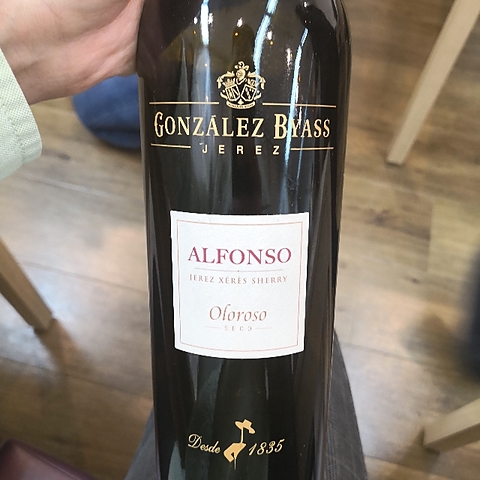 GONZÁLEZ BYASS
JEREZ
ALFONSO
JEREZ XÉRÈS SHERRY
Oloroso
SECO
Desde 1835